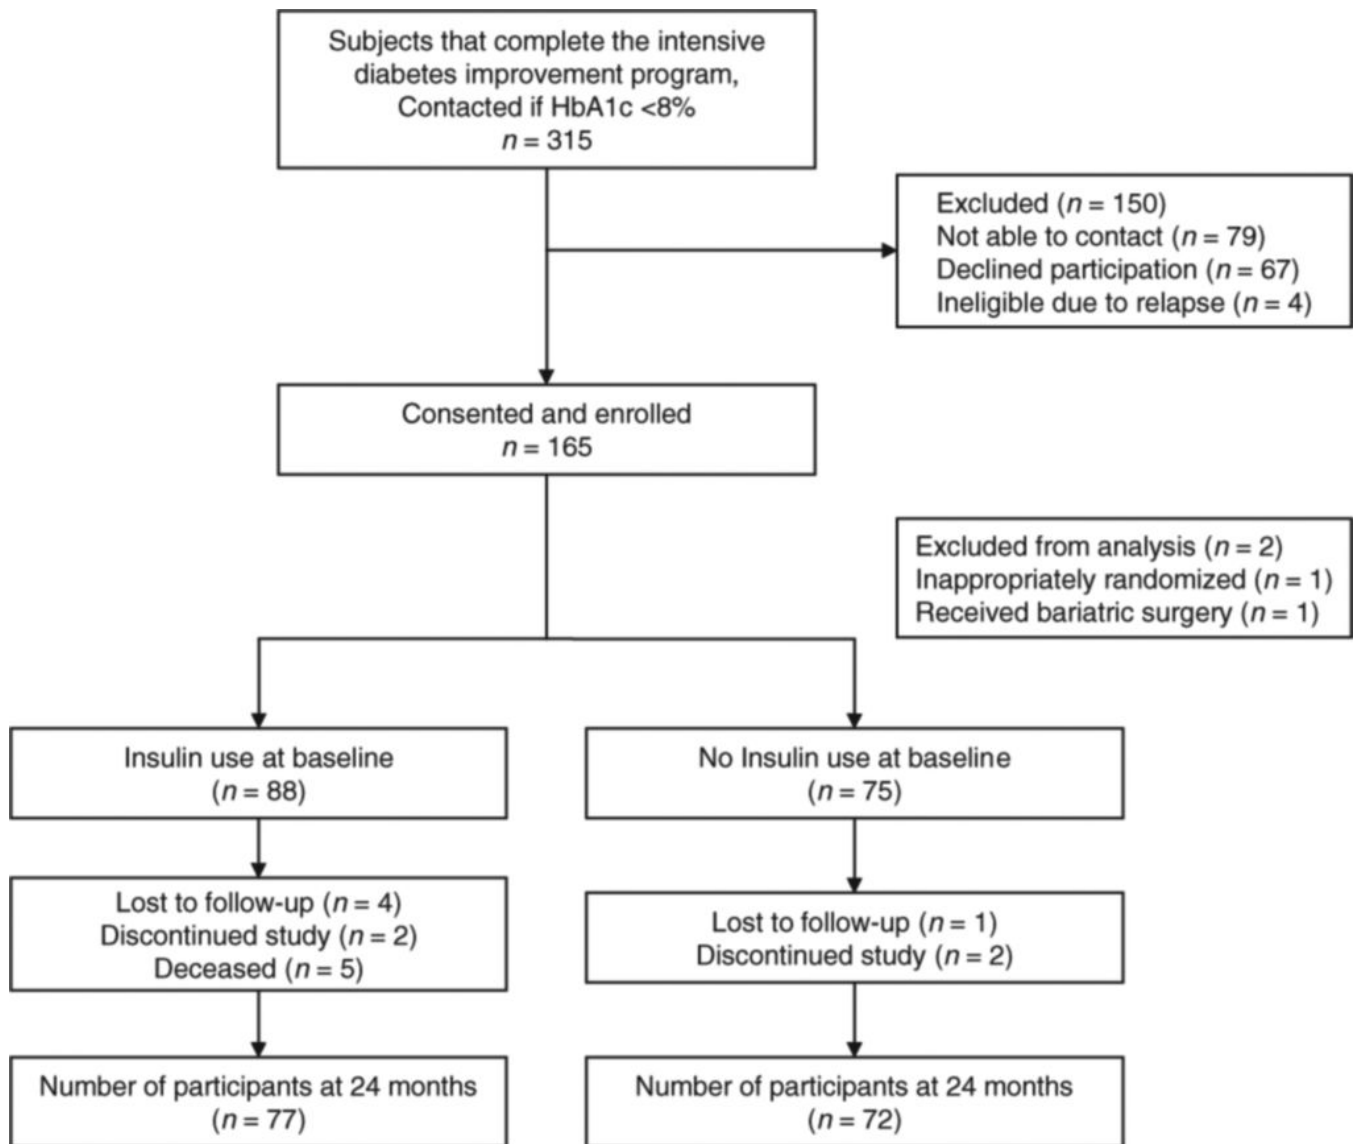 Subjects that complete the intensive
diabetes improvement program,
Contacted if HbA1c <8%
n = 315
Excluded (n = 150)
Not able to contact (n = 79)
Declined participation (n = 67)
Ineligible due to relapse (n = 4)
Consented and enrolled
n = 165
Excluded from analysis (n = 2)
Inappropriately randomized (n = 1)
Received bariatric surgery (n = 1)
Insulin use at baseline
(n = 88)
No Insulin use at baseline
(n = 75)
Lost to follow-up (n = 4)
Discontinued study (n = 2)
Deceased (n = 5)
Lost to follow-up (n = 1)
Discontinued study (n = 2)
Number of participants at 24 months
(n = 77)
Number of participants at 24 months
(n = 72)